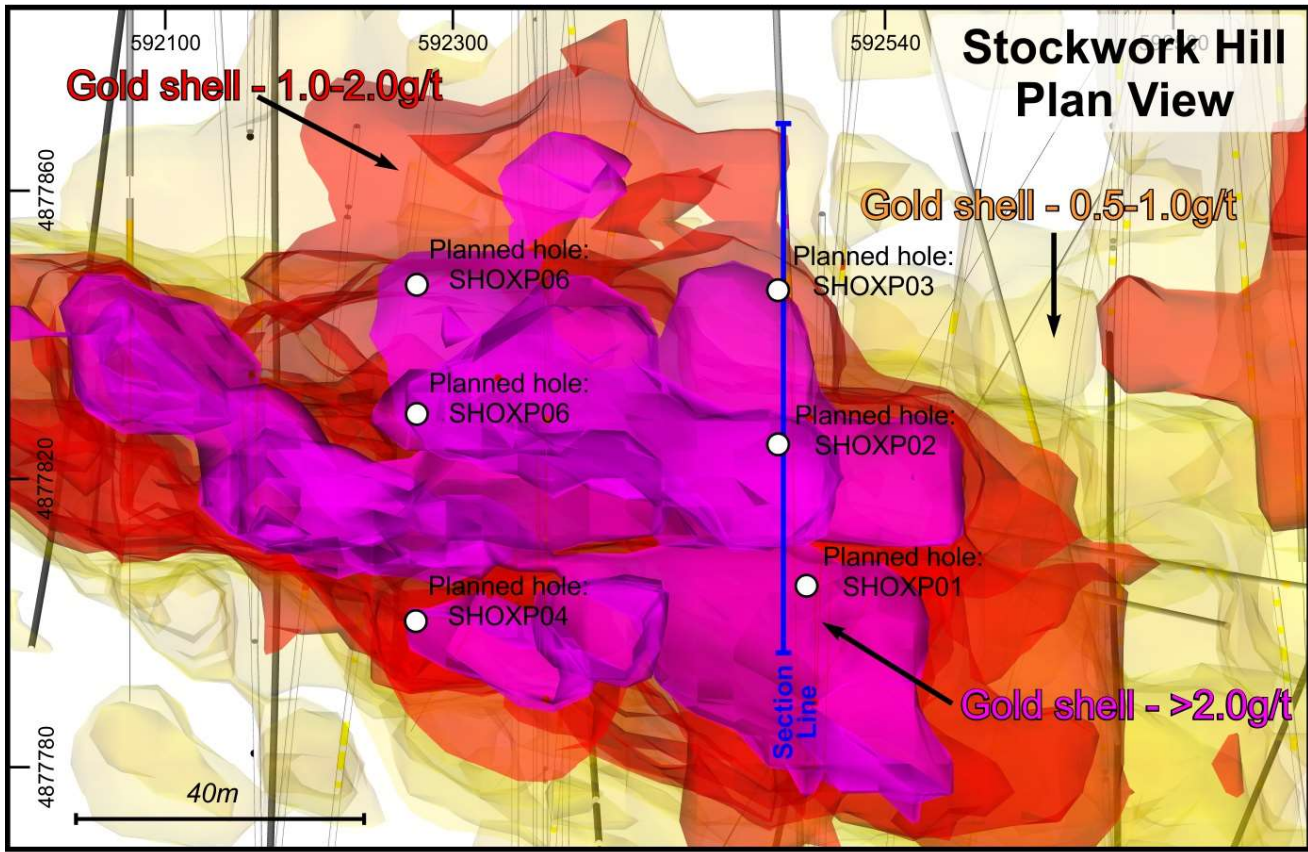 592100
592300
592540
Stockwork Hill
Plan View
Gold shell - 1.0-2.0g/t
4877860
Gold shell - 0.5-1.0g/t
Planned hole:
SHOXP06
Planned hole:
SHOXP03
Planned hole:
SHOXP06
Planned hole:
SHOXP02
4877820
Planned hole:
SHOXP04
Planned hole:
SHOXP01
Section
Line
Gold shell - >2.0g/t
4877780
40m